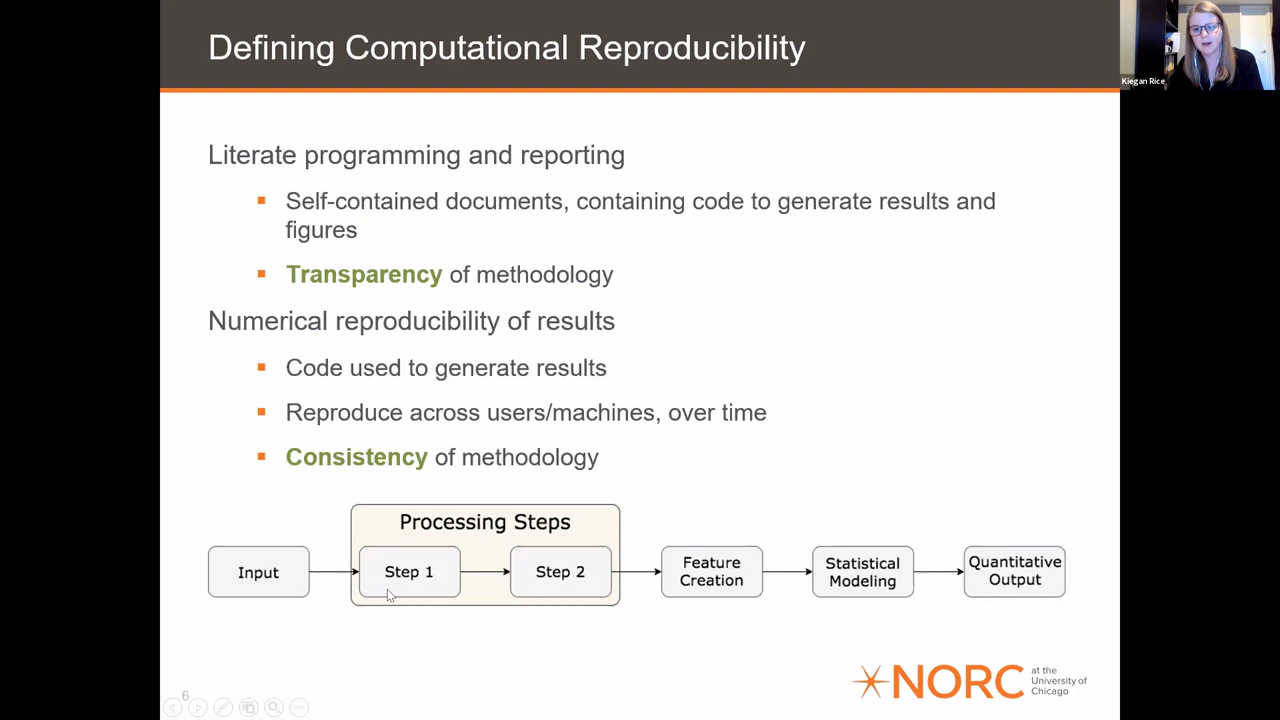 Defining Computational Reproducibility
Kiegan Rice
Literate programming and reporting
Self-contained documents, containing code to generate results and
figures
Transparency of methodology
Numerical reproducibility of results
Code used to generate results
Reproduce across users/machines, over time
Consistency of methodology
Processing Steps
Input
Step 1
Step 2
Feature
Creation
Statistical
Modeling
Quantitative
Output
NORC
at the
University of
Chicago
6